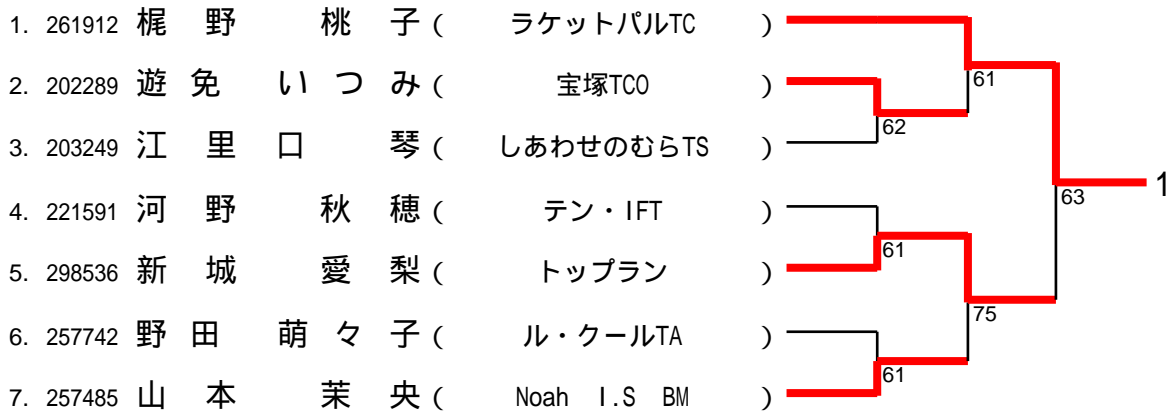 1. 261912 梶野 桃子 ( ラケットパルTC ) 
2. 202289 遊免 いつみ ( 宝塚TCO ) 61
62
3. 203249 江里口 琴 ( しあわせのむらTS )
1
4. 221591 河野 秋穂 ( テン・IFT ) 63
61
5. 298536 新城 愛梨 ( トップラン )
75
6. 257742 野田 萌々子 ( ル・クールTA )
61
7. 257485 山本 茉央 ( Noah I.S BM )